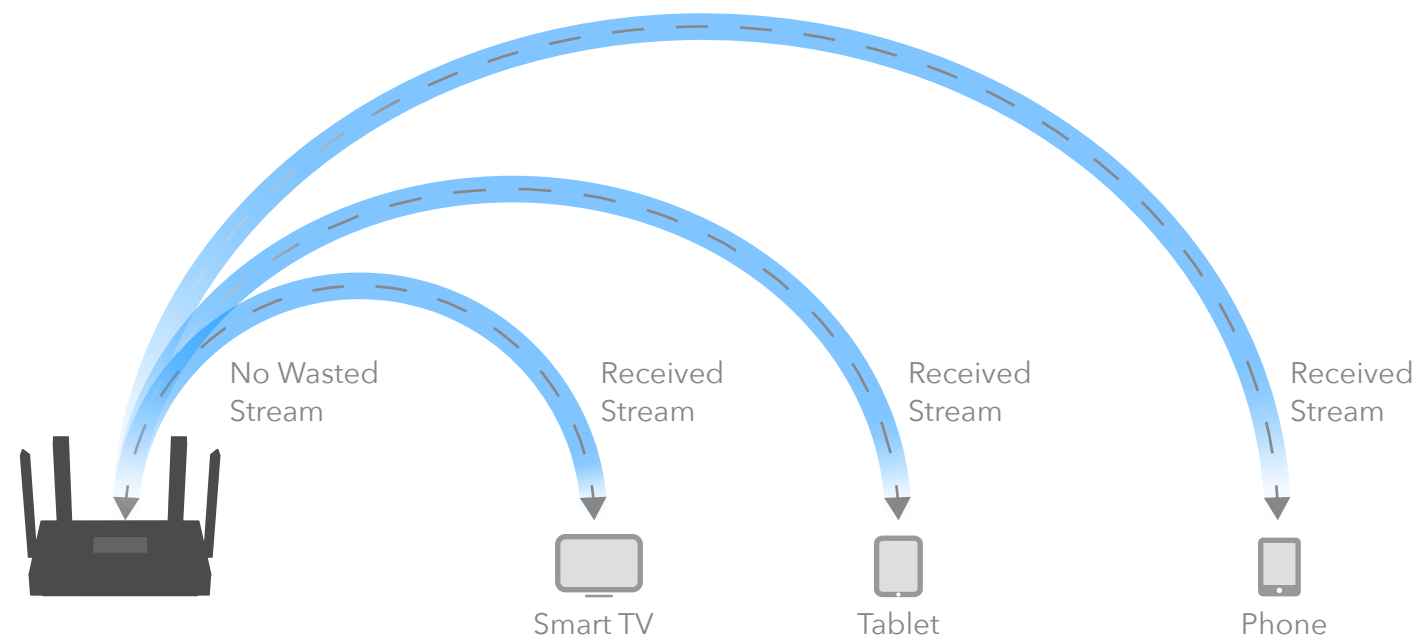 No Wasted
Stream
Received
Stream
Received
Stream
Received
Stream
Smart TV
Tablet
Phone